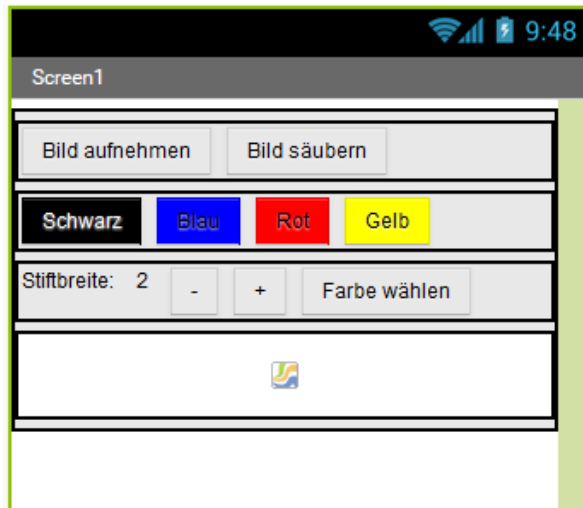 9:48
Screen1
Bild aufnehmen Bild säubern
Schwarz Blau Rot Gelb
Stiftbreite: 2 - + Farbe wählen